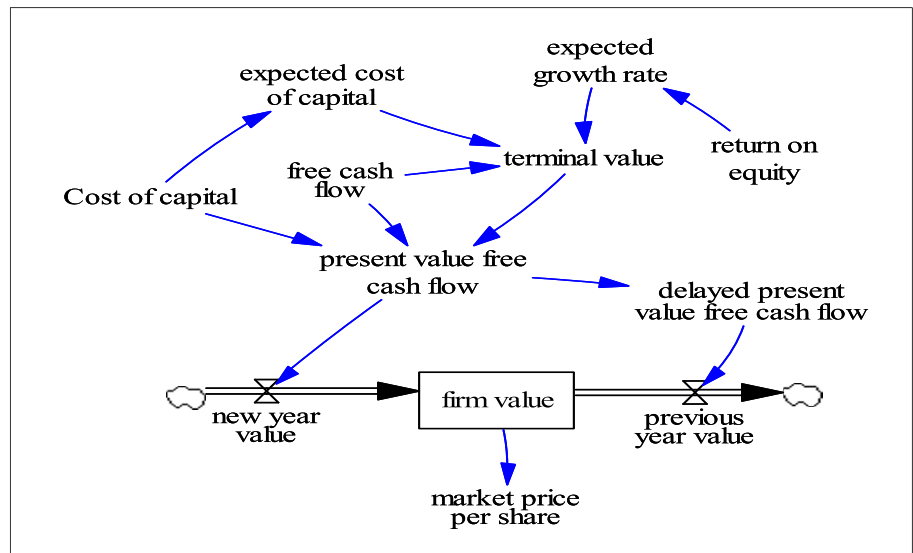 expected
growth rate
expected cost
of capital
return on
equity
terminal value
free cash
flow
Cost of capital
present value free
cash flow
delayed present
value free cash flow
firm value
new year
value
previous
year value
market price
per share